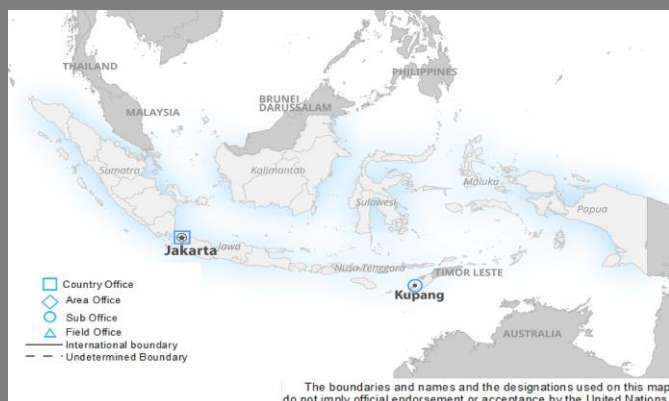 THAILAND
PHILIPPINES
BRUNEI
DARUSSALAM
MALAYSIA
Sumatra
Kalimantan
Sulawesi
Maluka
Papua
Jakarta
Jawa
Nusa Tenggara
TIMOR LESTE
Kupang
AUSTRALIA
Country Office
Area Office
Sub Office
Field Office
International boundary
Undetermined Boundary
The boundaries and names and the designations used on this map
do not imply official endorsement or acceptance by the United Nations.